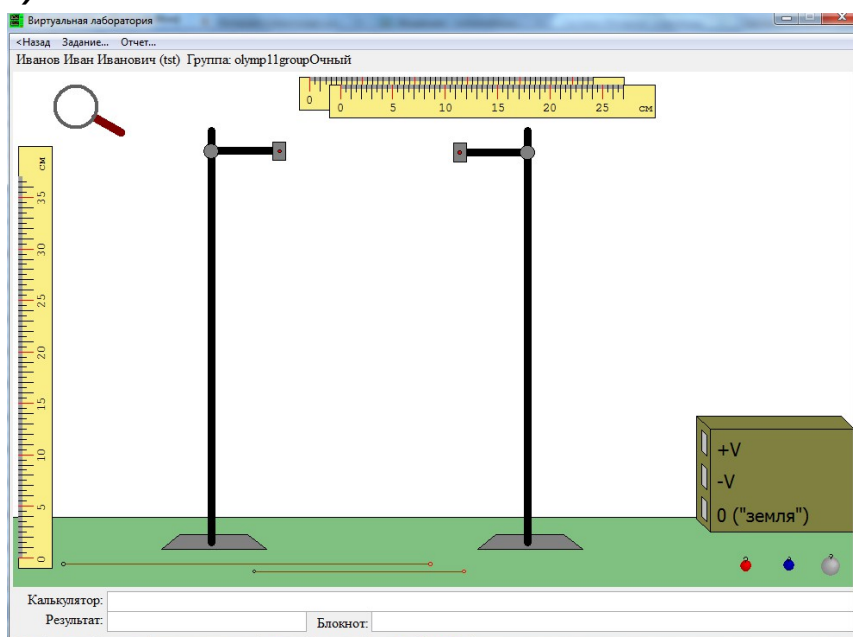 Виртуальная лаборатория
<Назад Задание... Отчет...
Иванов Иван Иванович (tst) Группа: olymp11groupОчный
0
0 5 10 15 20 25 см
см
35
30
25
20
15
10
5
0
+V
-V
0 ("земля")
Калькулятор:
Результат:
Блокнот: